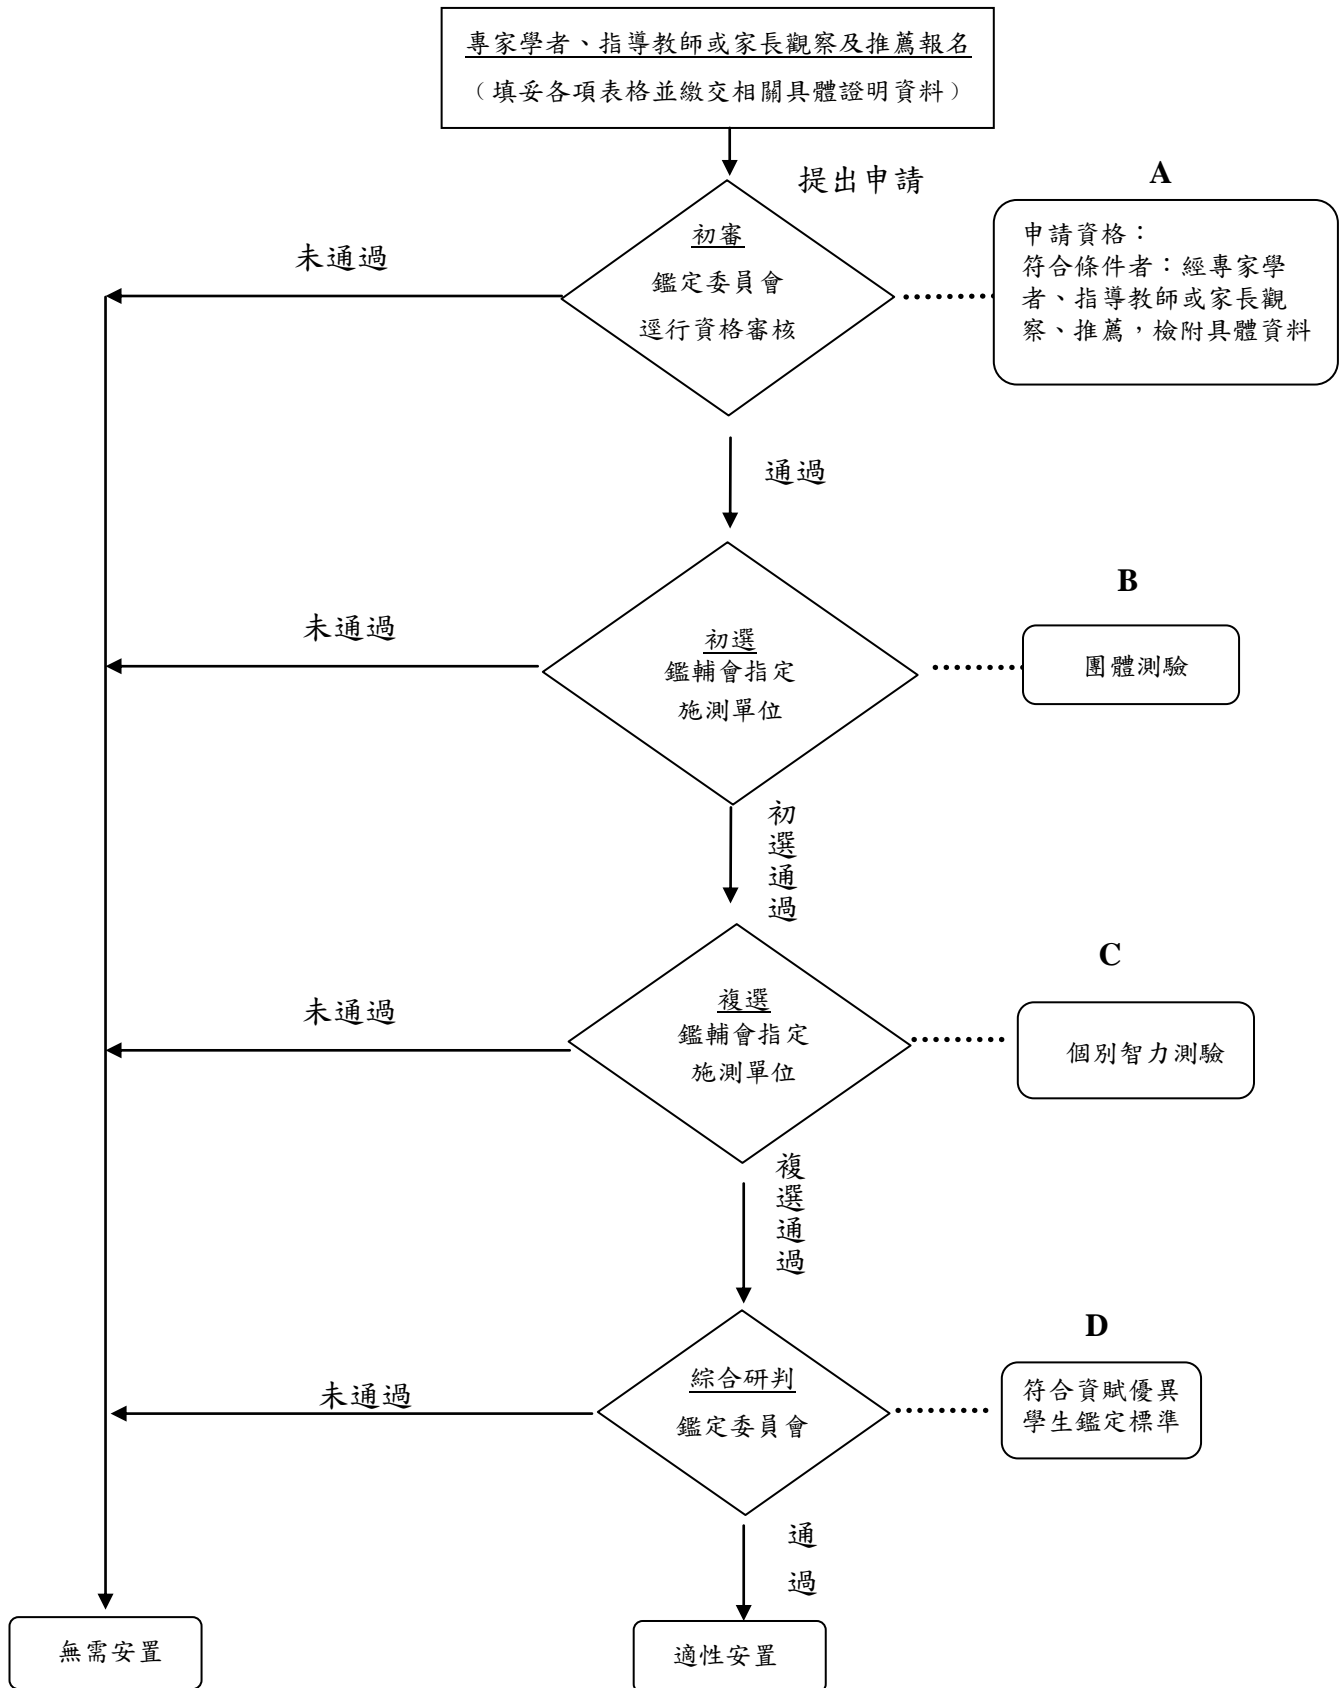 專家學者、指導教師或家長觀察及推薦報名
（填妥各項表格並繳交相關具體證明資料）
提出申請
A
初審
鑑定委員會
逕行資格審核
申請資格：
符合條件者：經專家學
者、指導教師或家長觀
察、推薦，檢附具體資料
未通過
通過
B
初選
鑑輔會指定
施測單位
團體測驗
未通過
初選通過
C
複選
鑑輔會指定
施測單位
個別智力測驗
未通過
複選通過
D
綜合研判
鑑定委員會
符合資賦優異
學生鑑定標準
未通過
通過
無需安置
適性安置